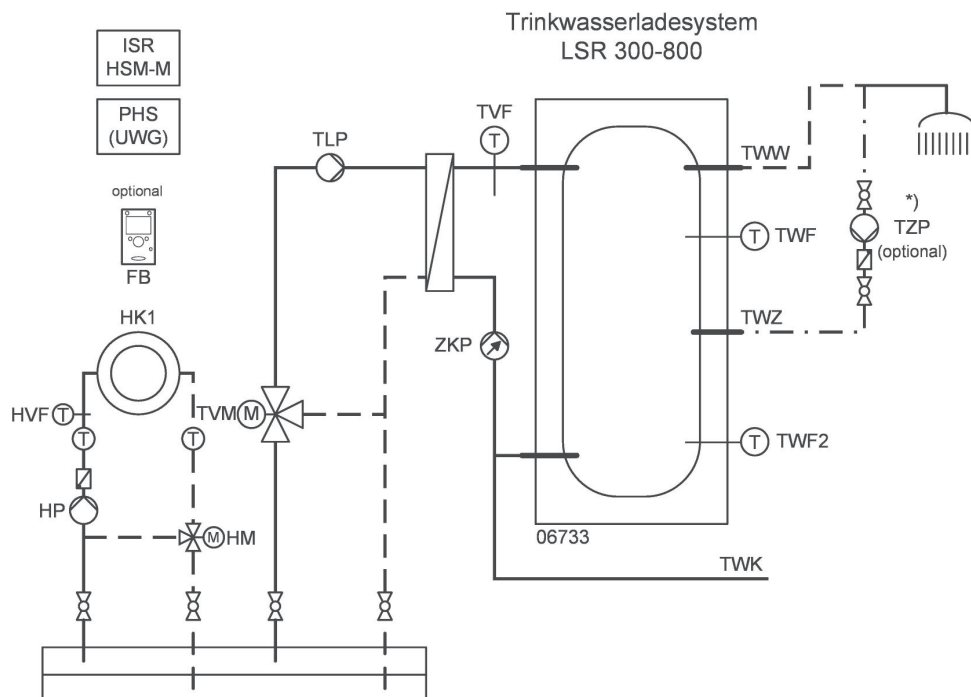 Trinkwasserladesystem
LSR 300-800
ISR
HSM-M
PHS
(UWG)
optional
FB
TLP
TVF
T
TWW
T
TWF
*)
TZP
(optional)
HK1
ZKP
TWZ
HVF
T
T
T
TVM
M
T
TWF2
HP
M
HM
06733
TWK